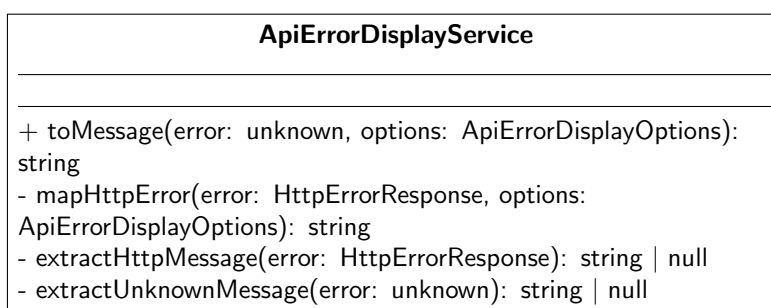 ApiErrorDisplayService
+ toMessage(error: unknown, options: ApiErrorDisplayOptions):
string
- mapHttpError(error: HttpErrorResponse, options:
ApiErrorDisplayOptions): string
- extractHttpMessage(error: HttpErrorResponse): string | null
- extractUnknownMessage(error: unknown): string | null